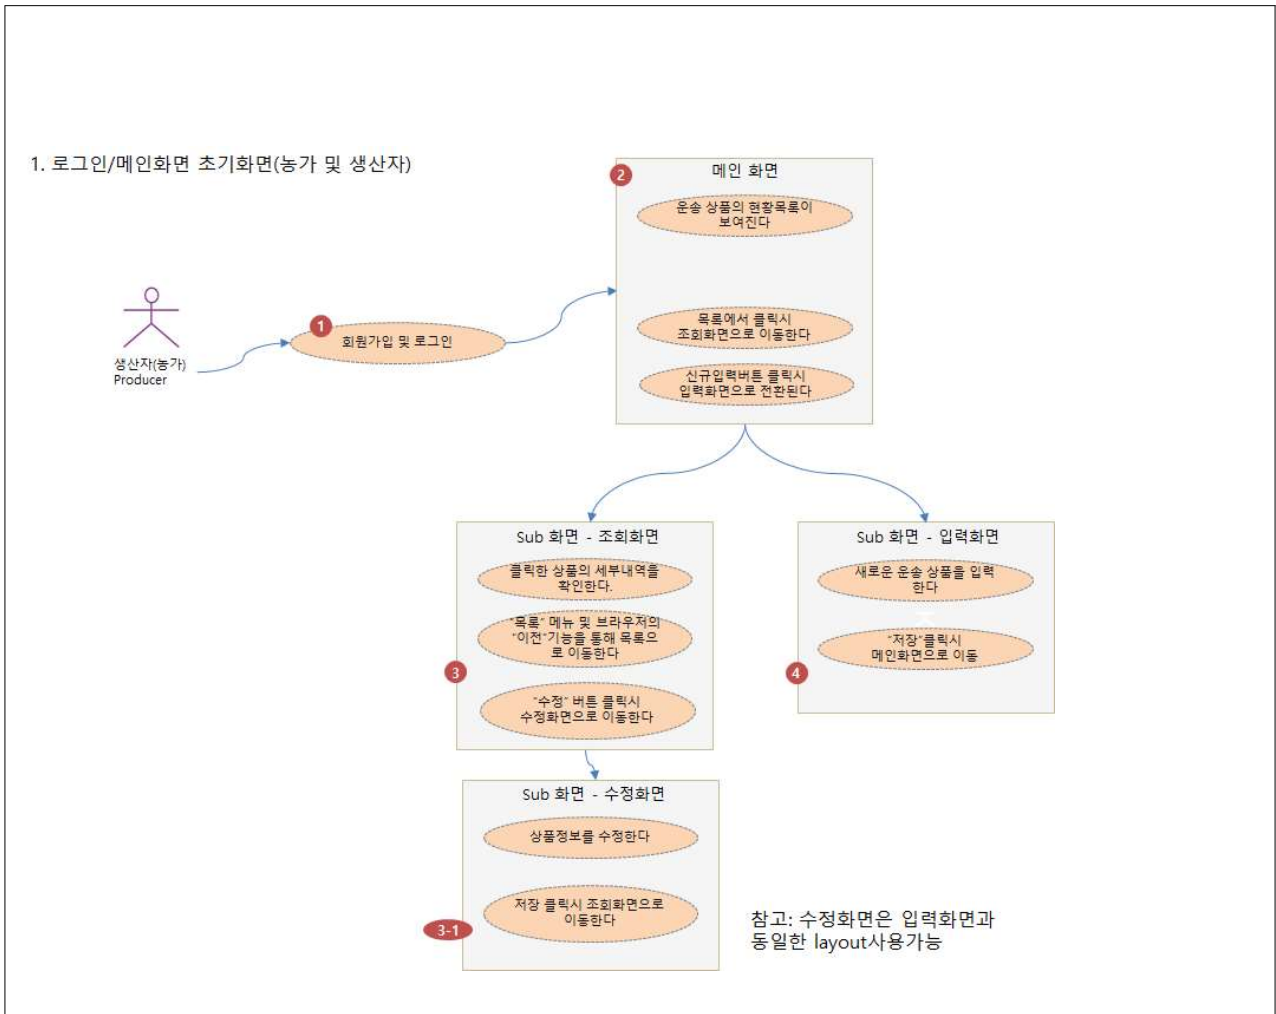 1. 로그인/메인화면 초기화면(농가 및 생산자)
2
메인 화면
운송 상품의 현황목록이
보여진다
목록에서 클릭시
조회화면으로 이동한다
신규입력버튼 클릭시
입력화면으로 전환된다
1
회원가입 및 로그인
생산자(농가)
Producer
Sub 화면 - 조회화면
클릭한 상품의 세부내역을
확인한다.
"목록" 메뉴 및 브라우저의
"이전"기능을 통해 목록으
로 이동한다
3
"수정" 버튼 클릭시
수정화면으로 이동한다
Sub 화면 - 입력화면
새로운 운송 상품을 입력
한다
"저장"클릭시
메인화면으로 이동
4
Sub 화면 - 수정화면
상품정보를 수정한다
저장 클릭시 조회화면으로
이동한다
3-1
참고: 수정화면은 입력화면과
동일한 layout사용가능